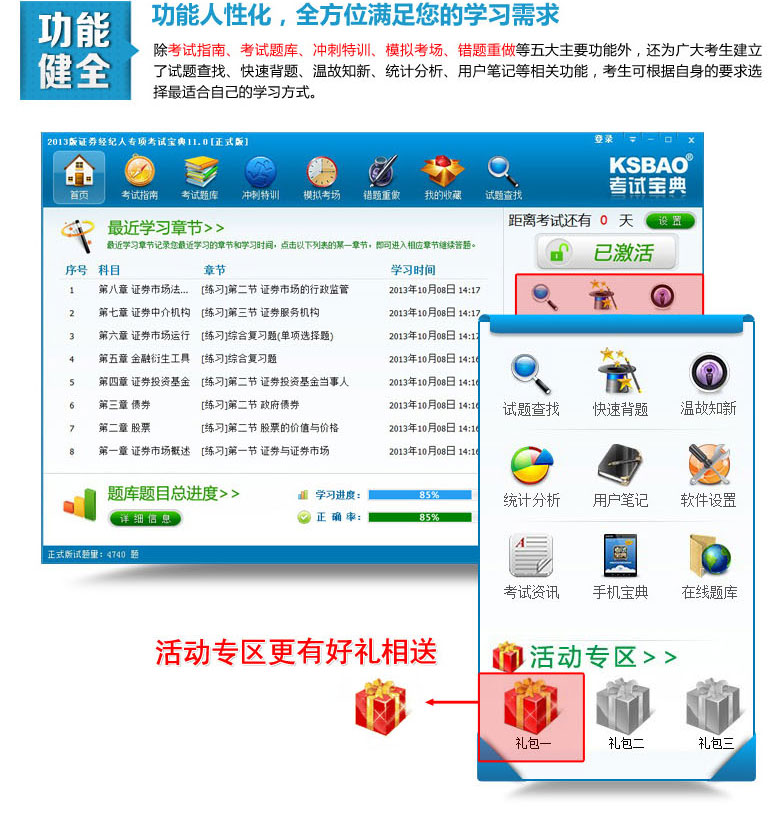 功能
健全
功能人性化，全方位满足您的学习需求
除考试指南、考试题库、冲刺特训、模拟考场、错题重做等五大主要功能外，还为广大考生建立
了试题查找、快速背题、温故知新、统计分析、用户笔记等相关功能，考生可根据自身的要求选
择最适合自己的学习方式。
2013版证券经纪人专项考试宝典11.0[正式版]
登录
首页 考试指南 考试题库 冲刺特训 模拟考场 错题重做 我的收藏 试题查找
KSBAO®
考试宝典
最近学习章节>>
最近学习章节记录您最近学习的章节和学习时间，点击以下列表的某一章节，即可进入相应章节继续答题。
距离考试还有 0 天 设置
已激活
序号 科目 章节 学习时间
1 第八章 证券市场法... [练习]第二节 证券市场的行政监管 2013年10月08日 14:17
2 第七章 证券中介机构 [练习]第三节 证券服务机构 2013年10月08日 14:17
3 第六章 证券市场运行 [练习]综合复习题(单项选择题) 2013年10月08日 14:17
4 第五章 金融衍生工具 [练习]综合复习题 2013年10月08日 14:16
5 第四章 证券投资基金 [练习]第二节 证券投资基金当事人 2013年10月08日 14:16
6 第三章 债券 [练习]第二节 政府债券 2013年10月08日 14:16
7 第二章 股票 [练习]第二节 股票的价值与价格 2013年10月08日 14:16
8 第一章 证券市场概述 [练习]第一节 证券与证券市场 2013年10月08日 14:16
题库题目总进度>>
详细信息
学习进度： 85%
正确率： 85%
正式版试题量：4740 题
试题查找 快速背题 温故知新
统计分析 用户笔记 软件设置
考试资讯 手机宝典 在线题库
活动专区更有好礼相送
活动专区>>
礼包一 礼包二 礼包三